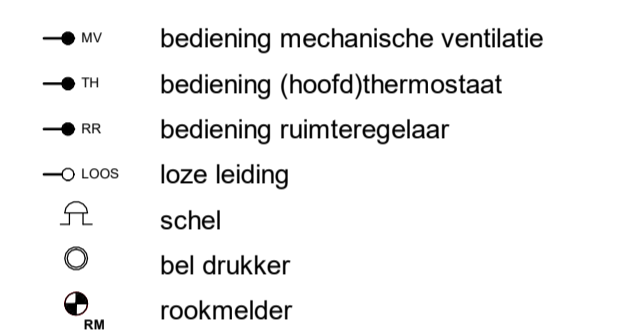 MV bediening mechanische ventilatie
TH bediening (hoofd)thermostaat
RR bediening ruimteregelaar
LOOS loze leiding
schel
bel drukker
RM rookmelder